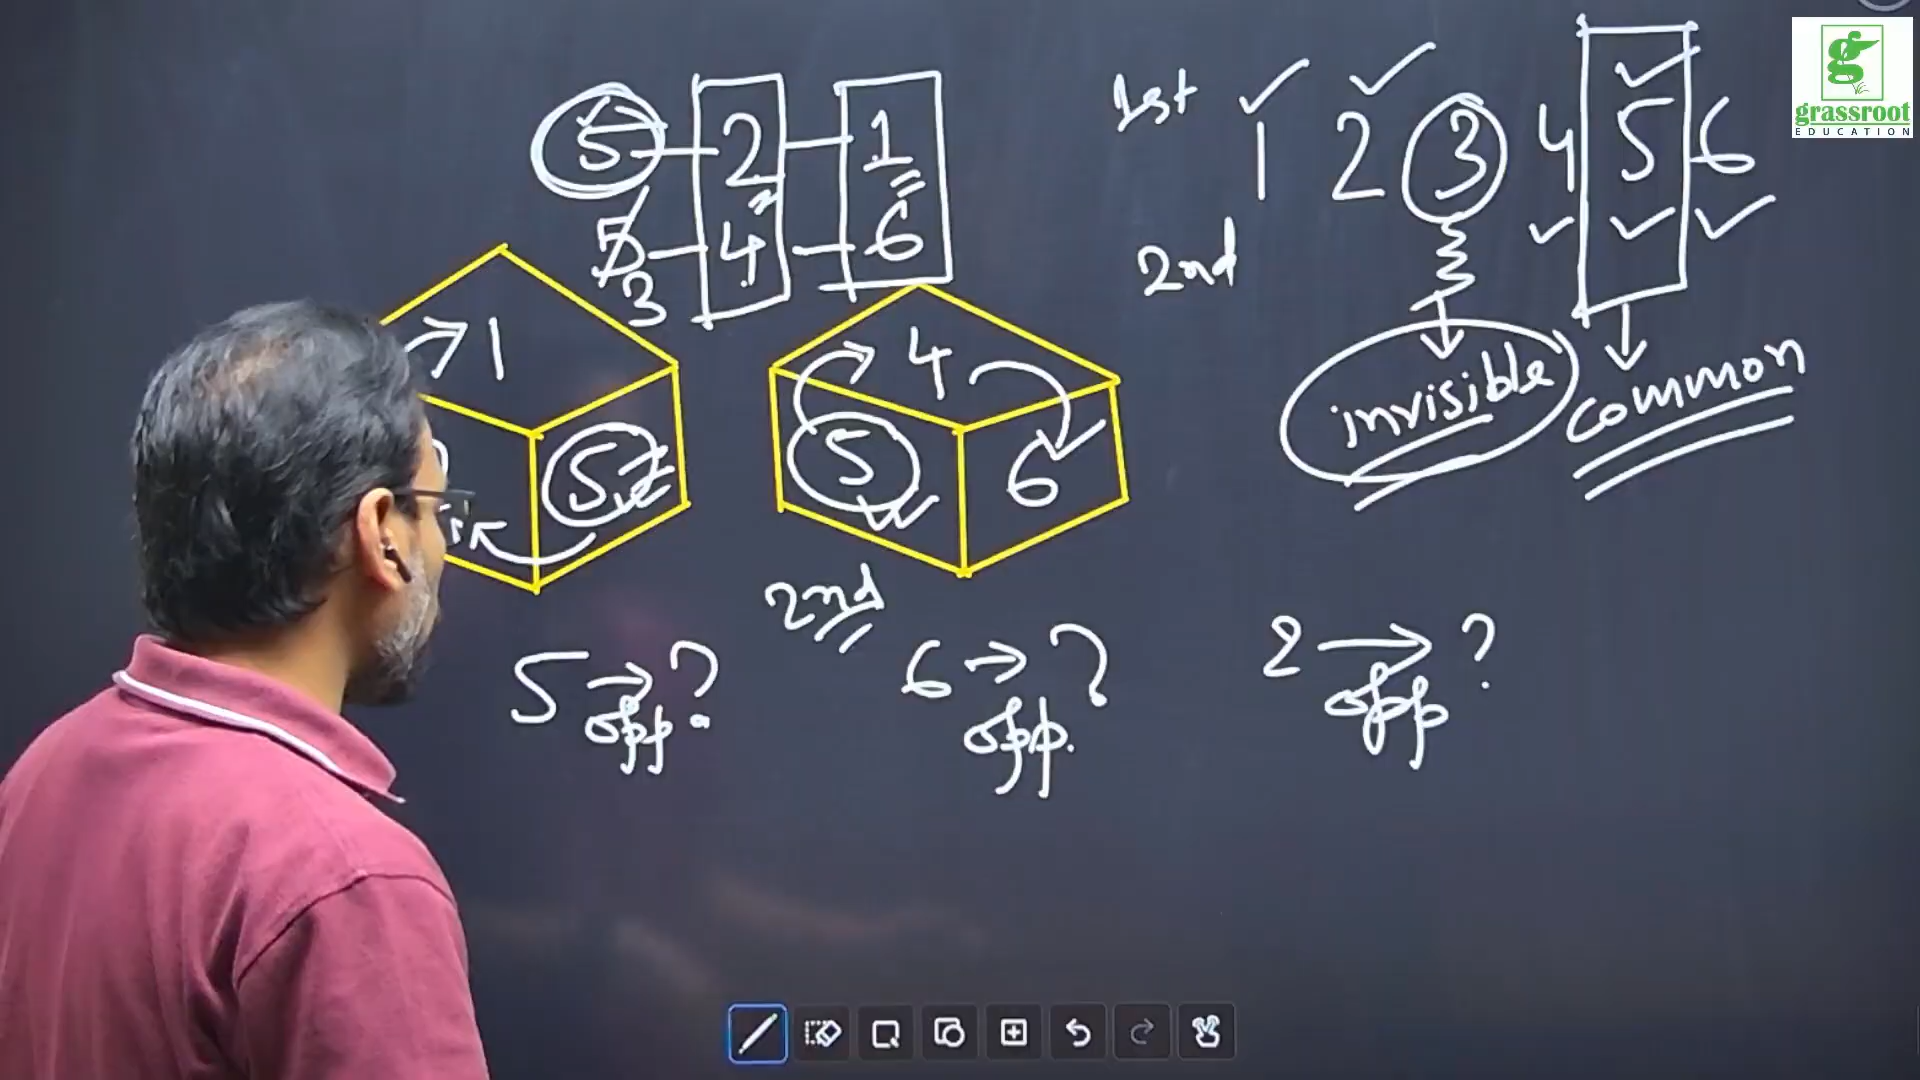 grassroot
EDUCATION
5 — 2 — 1
5 — 4 — 6
3
1st 1 2 3 4 5 6
2nd
invisible
common
1
5
4
5
6
2nd
5 → ?
opp
6 → ?
opp.
2 → ?
opp